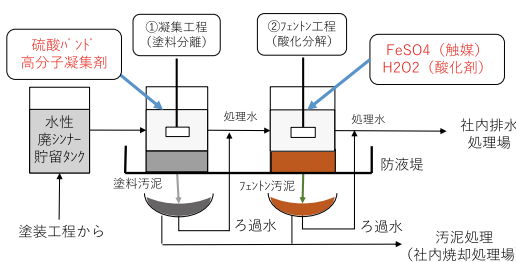 ①凝集工程
(塗料分離)
②ﾌｪﾝﾄﾝ工程
(酸化分解)
硫酸ﾊﾞﾝﾄﾞ
高分子凝集剤
FeSO4（触媒）
H2O2（酸化剤）
水性
廃シンナー
貯留タンク
処理水
処理水
社内排水
処理場
防液堤
塗料汚泥
ﾌｪﾝﾄﾝ汚泥
ろ過水
ろ過水
塗装工程から
汚泥処理
（社内焼却処理場